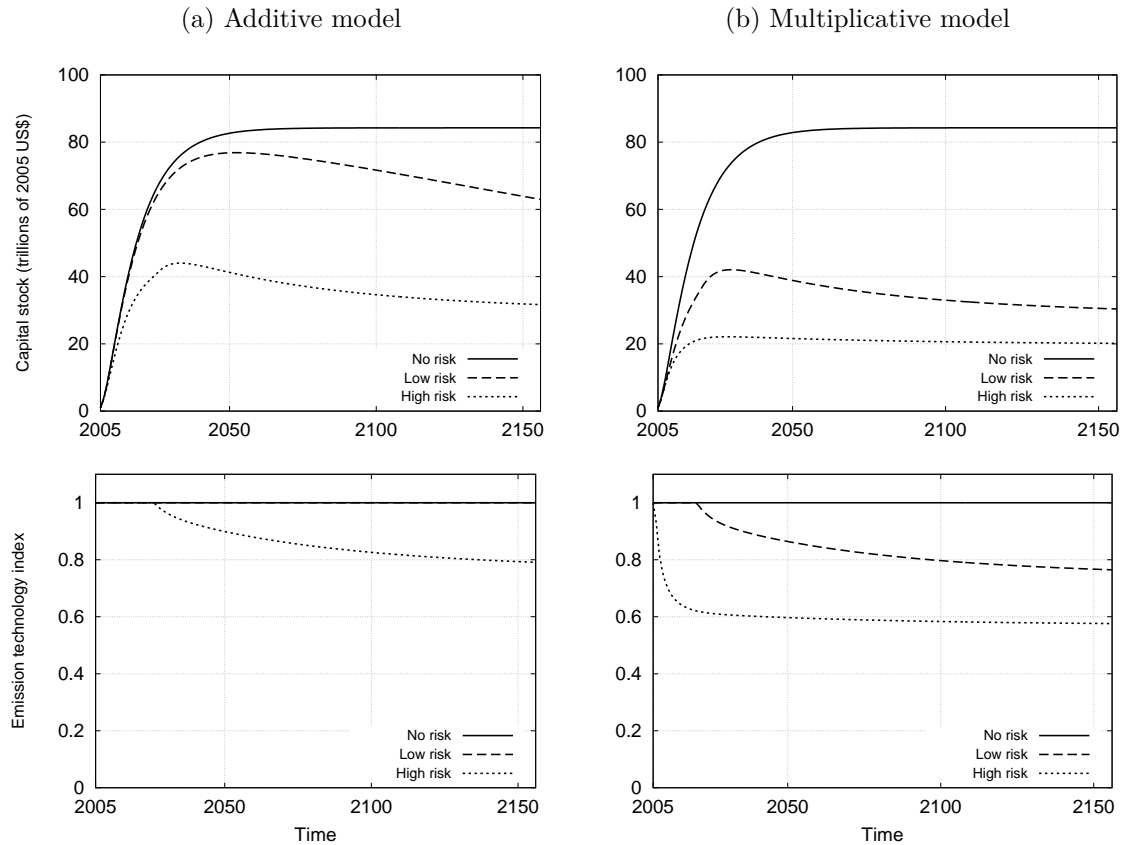 (a) Additive model
(b) Multiplicative model
Capital stock (trillions of 2005 US$)
100
80
60
40
20
0
2005
2050
2100
2150
No risk
Low risk
High risk
100
80
60
40
20
0
2005
2050
2100
2150
No risk
Low risk
High risk
Emission technology index
1
0.8
0.6
0.4
0.2
0
2005
2050
2100
2150
No risk
Low risk
High risk
Time
1
0.8
0.6
0.4
0.2
0
2005
2050
2100
2150
No risk
Low risk
High risk
Time